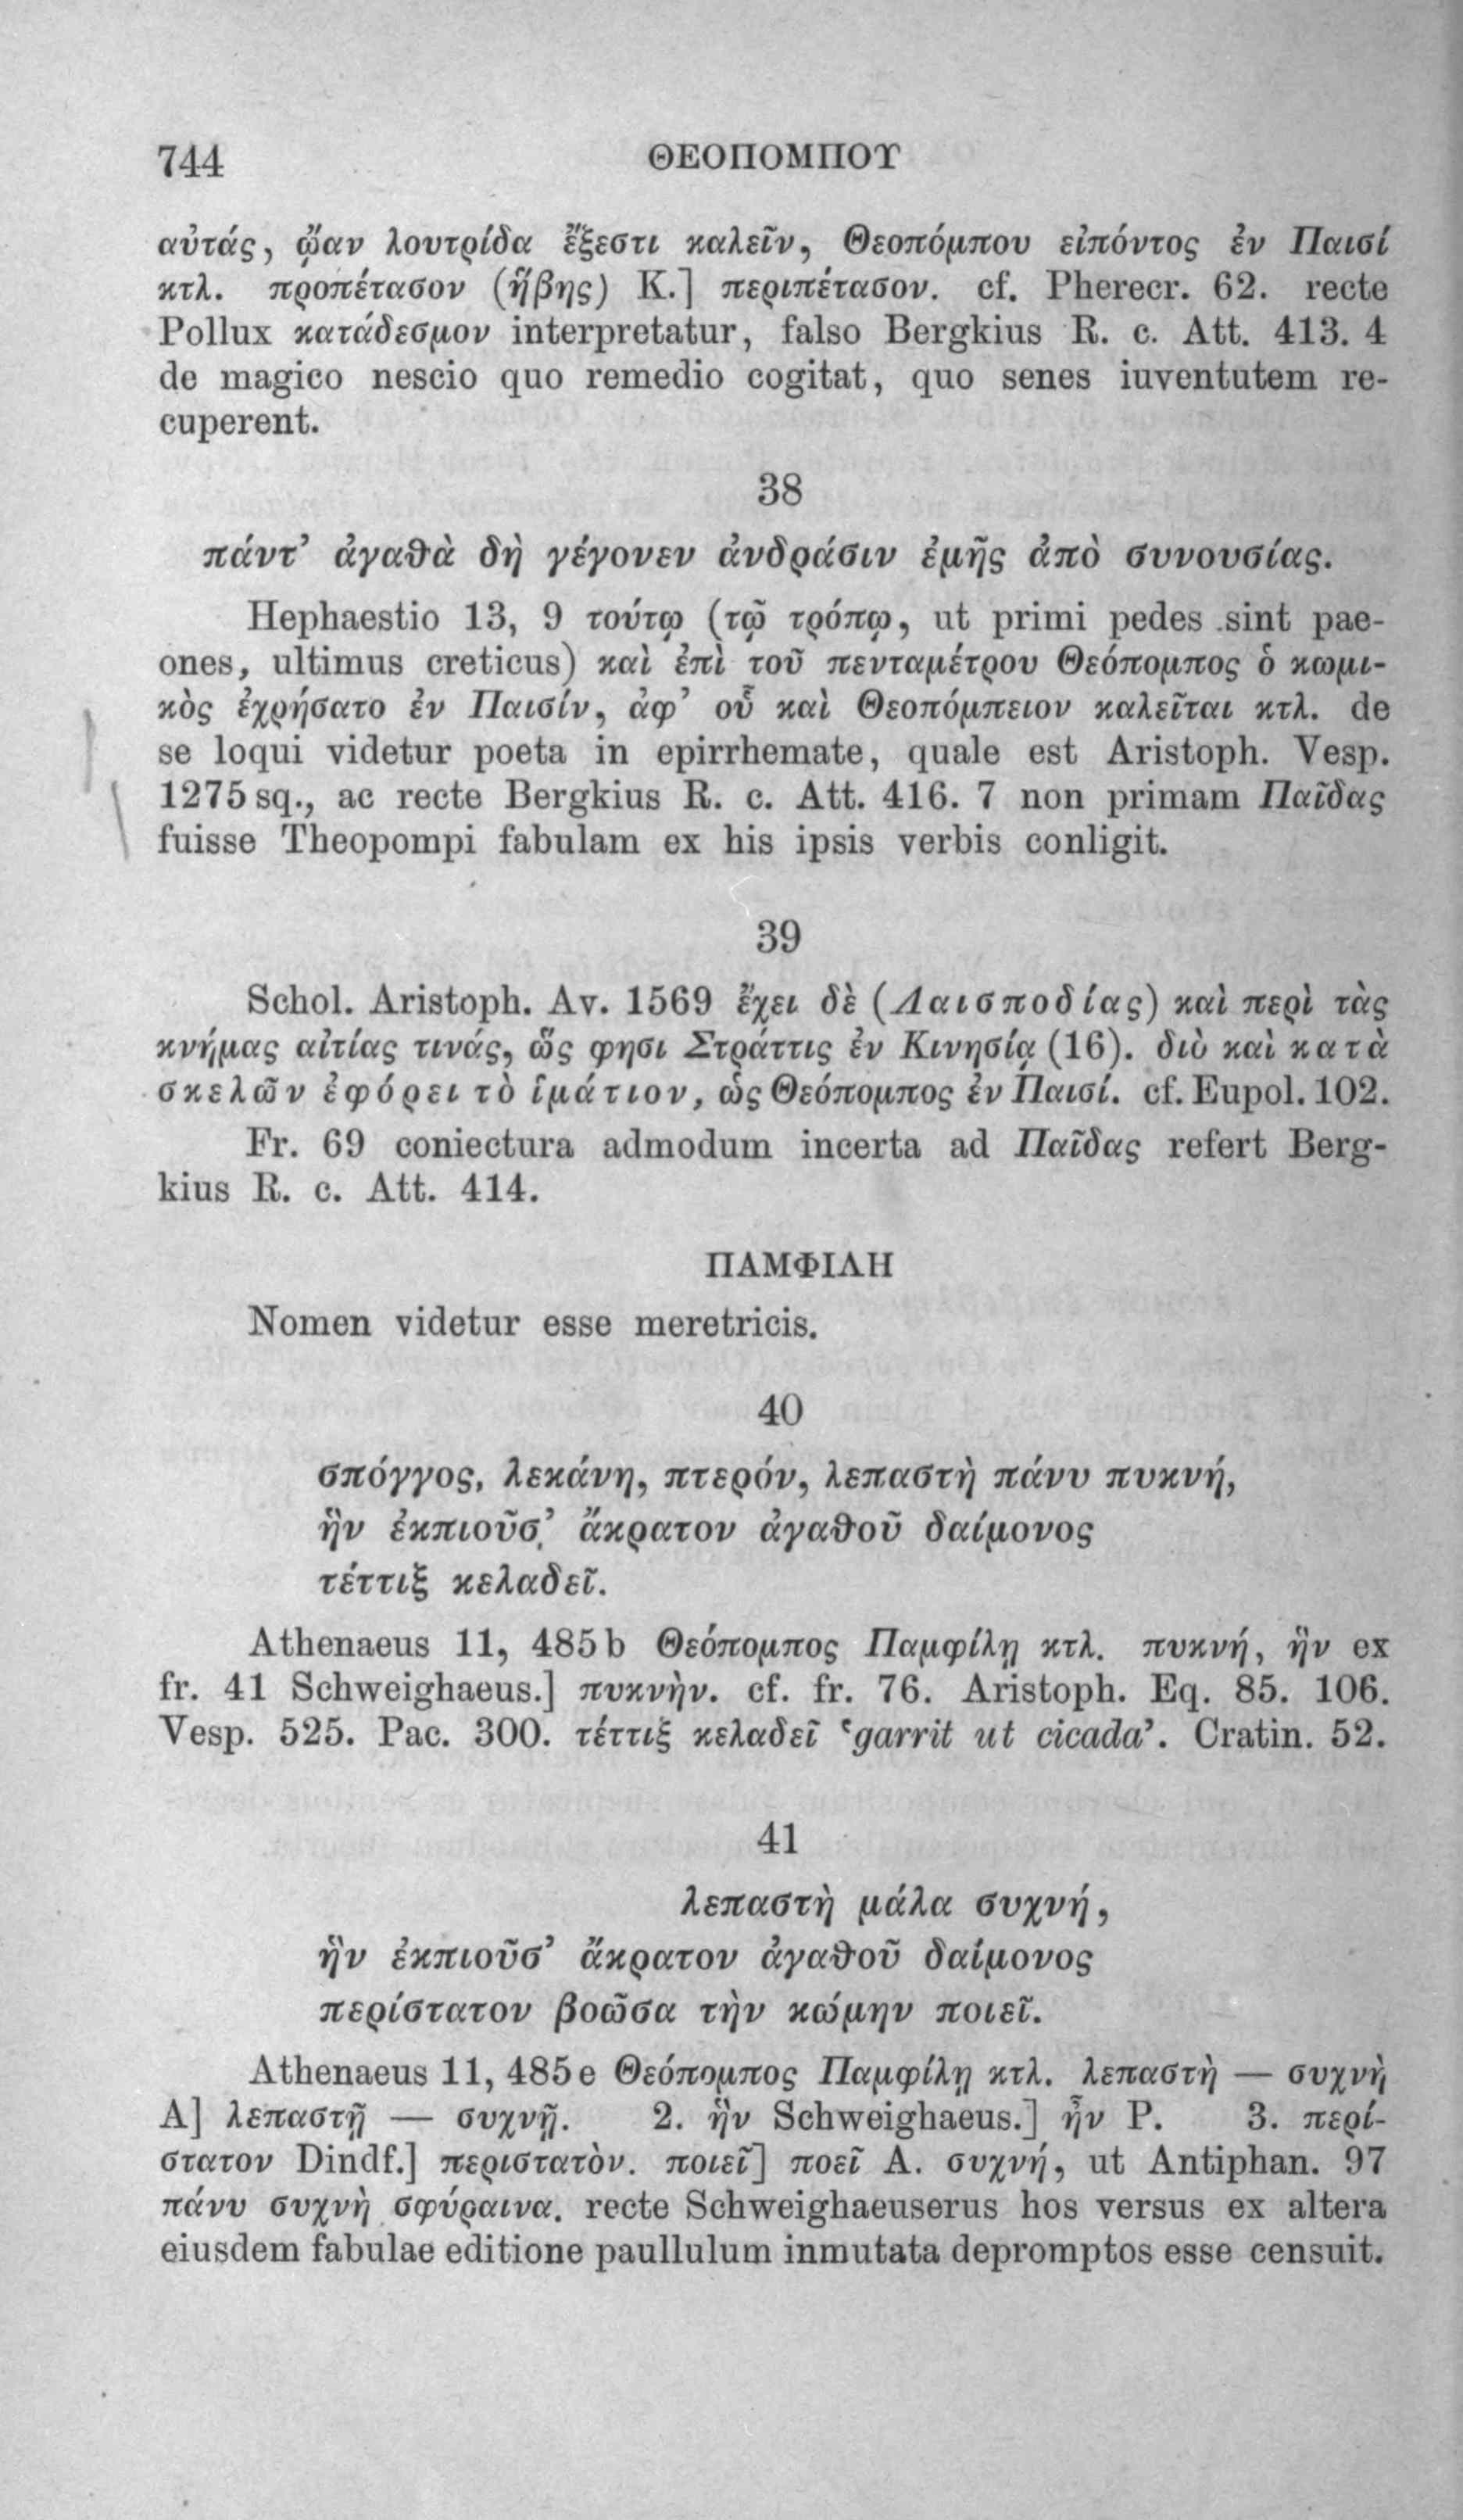 744 ΘΕΟΠΟΜΠΟΥ
αὐτάς, ᾤαν λουτρίδα ἔξεστι καλεῖν, Θεοπόμπου εἰπόντος ἐν Παισί
κτλ. προπέτασον (ἥβης) K.] περιπέτασον. cf. Pherecr. 62. recte
Pollux κατάδεσμον interpretatur, falso Bergkius R. c. Att. 413. 4
de magico nescio quo remedio cogitat, quo senes iuventutem re-
cuperent.
38
πάντ’ ἀγαθὰ δὴ γέγονεν ἀνδράσιν ἐμῆς ἀπὸ συνουσίας.
Hephaestio 13, 9 τούτῳ (τῷ τρόπῳ, ut primi pedes sint pae-
ones, ultimus creticus) καὶ ἐπὶ τοῦ πενταμέτρου Θεόπομπος ὁ κωμι-
κὸς ἐχρήσατο ἐν Παισίν, ἀφ’ οὗ καὶ Θεοπόμπειον καλεῖται κτλ. de
se loqui videtur poeta in epirrhemate, quale est Aristoph. Vesp.
1275 sq., ac recte Bergkius R. c. Att. 416. 7 non primam Παῖδας
fuisse Theopompi fabulam ex his ipsis verbis conligit.
39
Schol. Aristoph. Av. 1569 ἔχει δὲ (Λαισποδίας) καὶ περὶ τὰς
κνήμας αἰτίας τινάς, ὥς φησι Στράττις ἐν Κινησίᾳ (16). διὸ καὶ κατὰ
σκελῶν ἐφόρει τὸ ἱμάτιον, ὡς Θεόπομπος ἐν Παισί. cf. Eupol. 102.
Fr. 69 coniectura admodum incerta ad Παῖδας refert Berg-
kius R. c. Att. 414.
ΠΑΜΦΙΛΗ
Nomen videtur esse meretricis.
40
σπόγγος, λεκάνη, πτερόν, λεπαστὴ πάνυ πυκνή,
ἣν ἐκπιοῦσ’ ἄκρατον ἀγαθοῦ δαίμονος
τέττιξ κελαδεῖ.
Athenaeus 11, 485 b Θεόπομπος Παμφίλῃ κτλ. πυκνή, ἣν ex
fr. 41 Schweighaeus.] πυκνὴν. cf. fr. 76. Aristoph. Eq. 85. 106.
Vesp. 525. Pac. 300. τέττιξ κελαδεῖ ‘garrit ut cicada’. Cratin. 52.
41
λεπαστὴ μάλα συχνή,
ἣν ἐκπιοῦσ’ ἄκρατον ἀγαθοῦ δαίμονος
περίστατον βοῶσα τὴν κώμην ποιεῖ.
Athenaeus 11, 485 e Θεόπομπος Παμφίλῃ κτλ. λεπαστὴ — συχνὴ
A] λεπαστῇ — συχνῇ. 2. ἣν Schweighaeus.] ἦν P. 3. περί-
στατον Dindf.] περιστατὸν. ποιεῖ] ποεῖ A. συχνή, ut Antiphan. 97
πάνυ συχνὴ σφύραινα. recte Schweighaeuserus hos versus ex altera
eiusdem fabulae editione paullulum inmutata depromptos esse censuit.